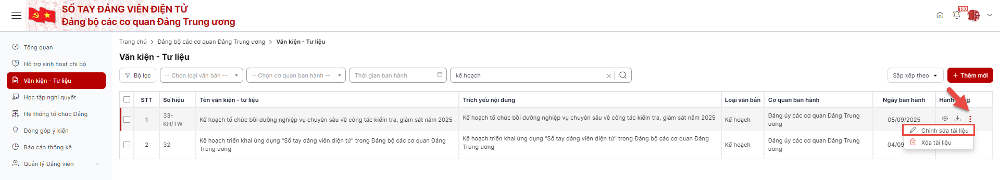 SỔ TAY ĐẢNG VIÊN ĐIỆN TỬ
Đảng bộ các cơ quan Đảng Trung ương
130
Tổng quan
Hỗ trợ sinh hoạt chi bộ
Văn kiện - Tư liệu
Học tập nghị quyết
Hệ thống tổ chức Đảng
Đóng góp ý kiến
Báo cáo thống kê
Quản lý Đảng viên
Trang chủ > Đảng bộ các cơ quan Đảng Trung ương > Văn kiện - Tư liệu
Văn kiện - Tư liệu
Bộ lọc
-- Chọn loại văn bản --
-- Chọn cơ quan ban hành --
Thời gian ban hành
kế hoạch
Sắp xếp theo
+ Thêm mới
STT Số hiệu Tên văn kiện - tư liệu Trích yếu nội dung Loại văn bản Cơ quan ban hành Ngày ban hành
1
33-
KH/TW
Kế hoạch tổ chức bồi dưỡng nghiệp vụ chuyên sâu về công tác kiểm tra, giám sát năm 2025
Kế hoạch tổ chức bồi dưỡng nghiệp vụ chuyên sâu về công tác kiểm tra, giám sát năm 2025
Kế hoạch
Đảng ủy các cơ quan Đảng Trung
ương
05/09/2025
Chỉnh sửa tài liệu
Xóa tài liệu
2
32
Kế hoạch triển khai ứng dụng "Sổ tay đảng viên điện tử" trong Đảng bộ các cơ quan Đảng
Trung ương
Kế hoạch triển khai ứng dụng "Sổ tay đảng viên điện tử" trong Đảng bộ các cơ quan Đảng
Trung ương
Kế hoạch
Đảng ủy các cơ quan Đảng Trung
ương
04/09